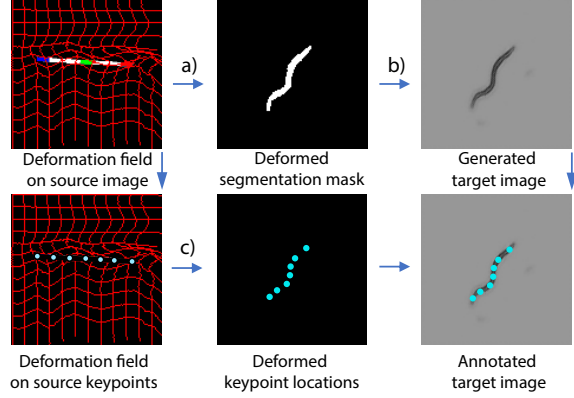 a)
b)
Deformation field
on source image
Deformed
segmentation mask
Generated
target image
c)
Deformation field
on source keypoints
Deformed
keypoint locations
Annotated
target image